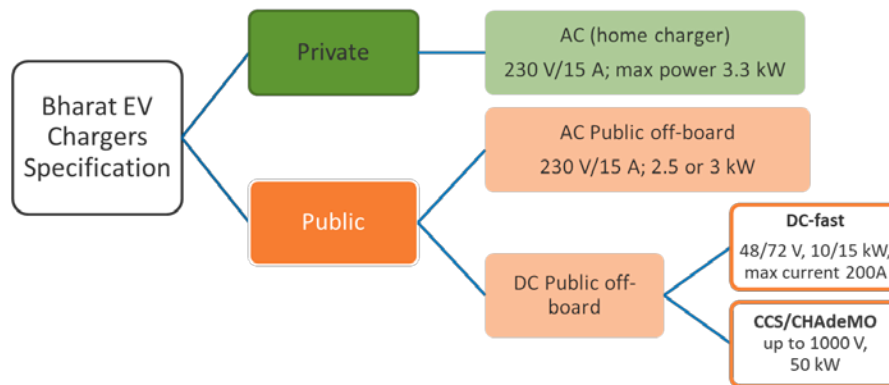 Bharat EV
Chargers
Specification
Private
AC (home charger)
230 V/15 A; max power 3.3 kW
Public
AC Public off-board
230 V/15 A; 2.5 or 3 kW
DC Public off-
board
DC-fast
48/72 V, 10/15 kW,
max current 200A
CCS/CHAdeMO
up to 1000 V,
50 kW